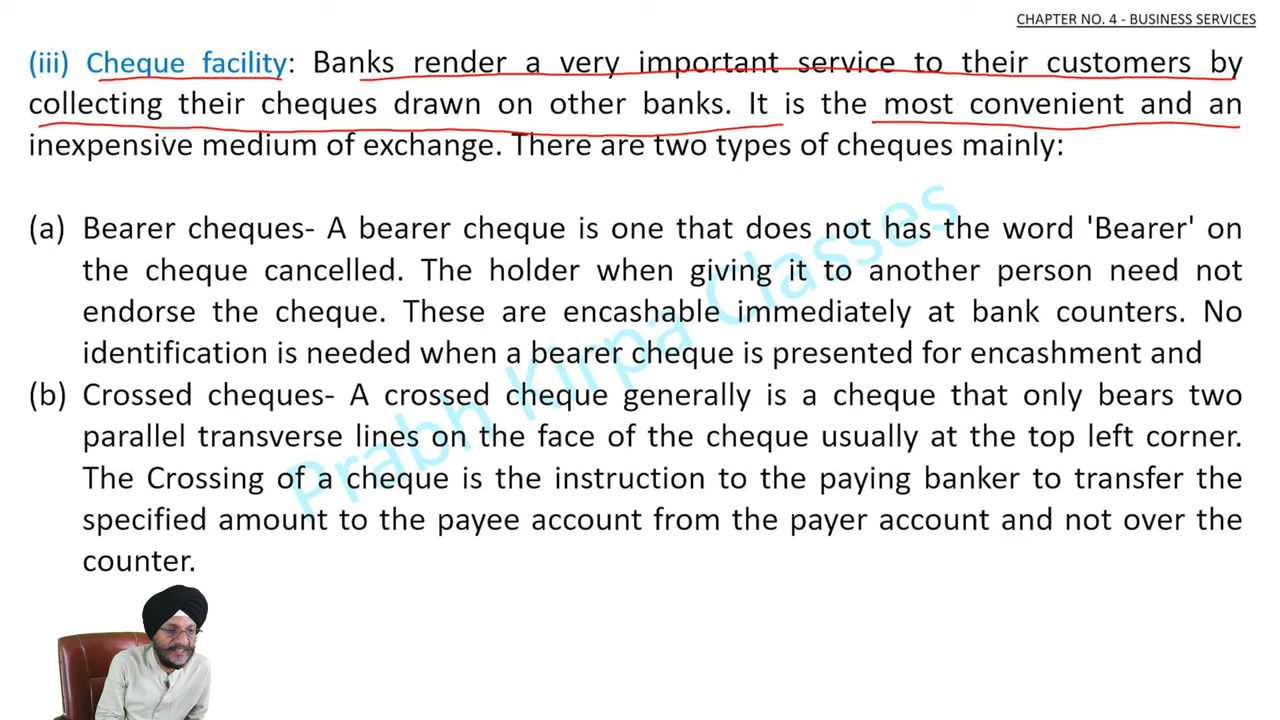 CHAPTER NO. 4 - BUSINESS SERVICES
(iii) Cheque facility: Banks render a very important service to their customers by
collecting their cheques drawn on other banks. It is the most convenient and an
inexpensive medium of exchange. There are two types of cheques mainly:
(a) Bearer cheques- A bearer cheque is one that does not has the word 'Bearer' on
the cheque cancelled. The holder when giving it to another person need not
endorse the cheque. These are encashable immediately at bank counters. No
identification is needed when a bearer cheque is presented for encashment and
(b) Crossed cheques- A crossed cheque generally is a cheque that only bears two
parallel transverse lines on the face of the cheque usually at the top left corner.
The Crossing of a cheque is the instruction to the paying banker to transfer the
specified amount to the payee account from the payer account and not over the
counter.
Prabh Kirpa Classes